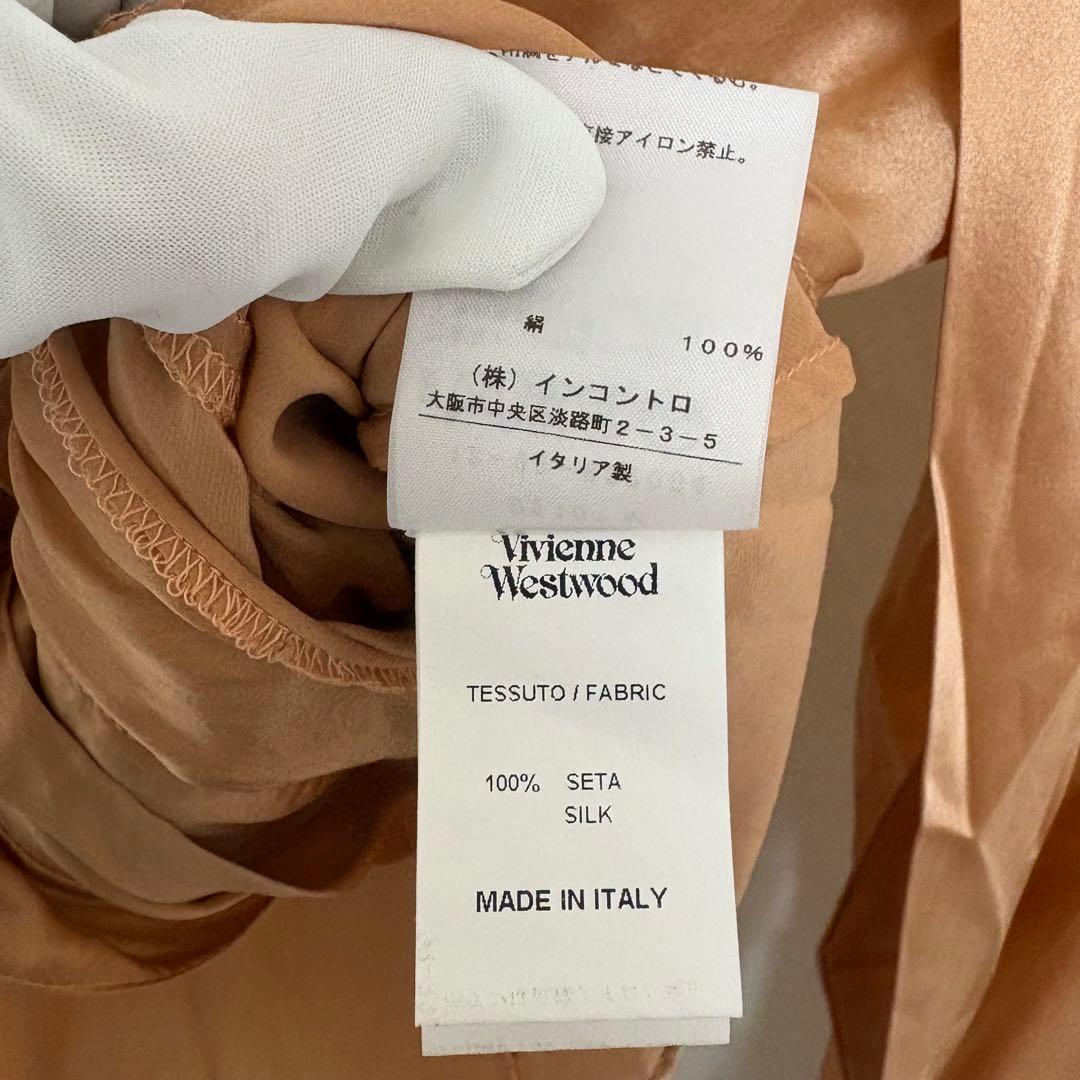 接アイロン禁止。
絹
100%
(株)インコントロ
大阪市中央区淡路町2-3-5
イタリア製
Vivienne
Westwood
TESSUTO / FABRIC
100% SETA
SILK
MADE IN ITALY